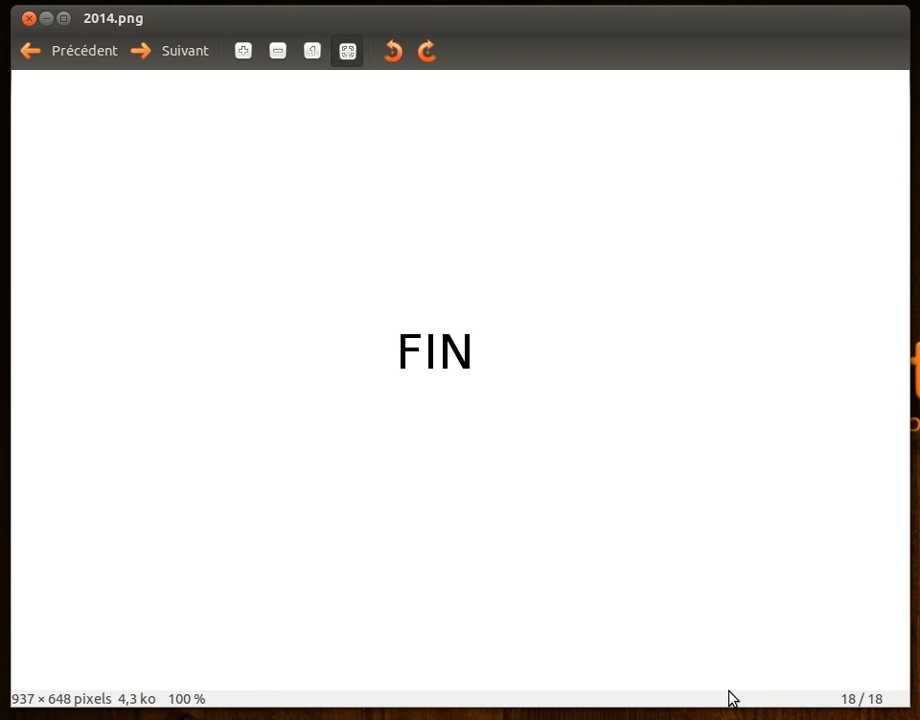 2014.png
Précédent Suivant
FIN
937 × 648 pixels 4,3 ko 100 %
18 / 18